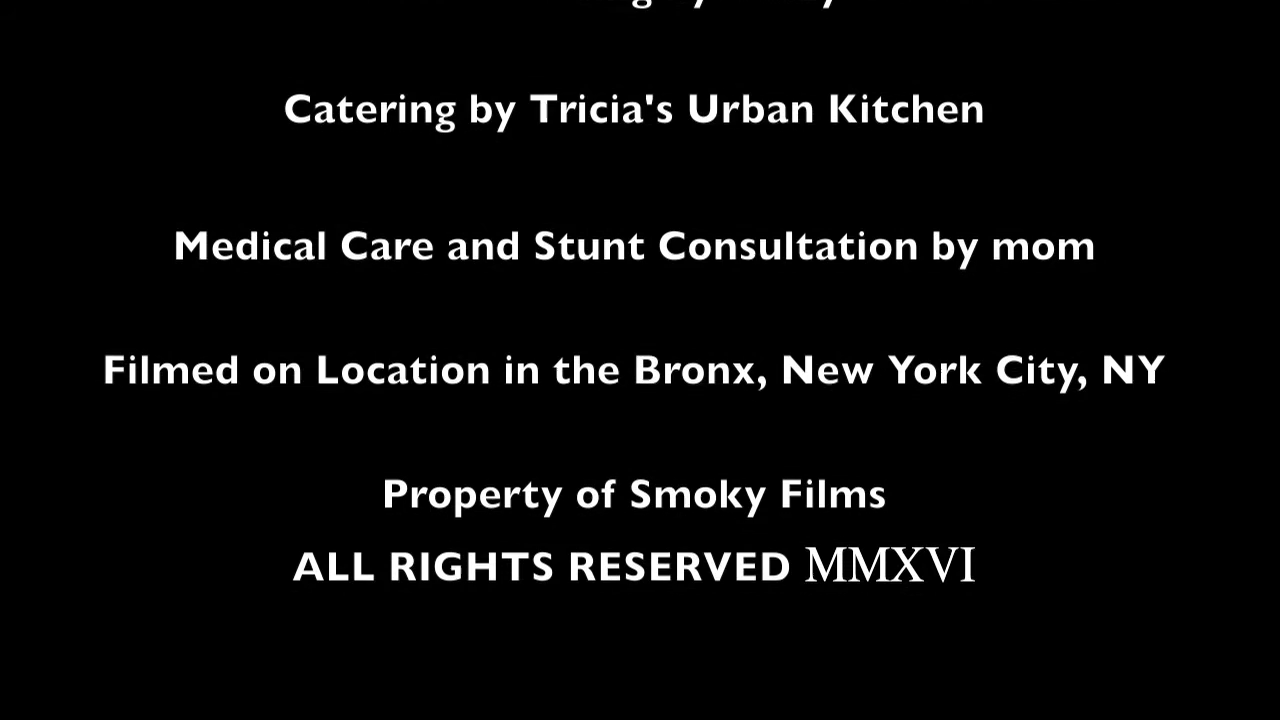 Catering by Tricia's Urban Kitchen
Medical Care and Stunt Consultation by mom
Filmed on Location in the Bronx, New York City, NY
Property of Smoky Films
ALL RIGHTS RESERVED MMXVI